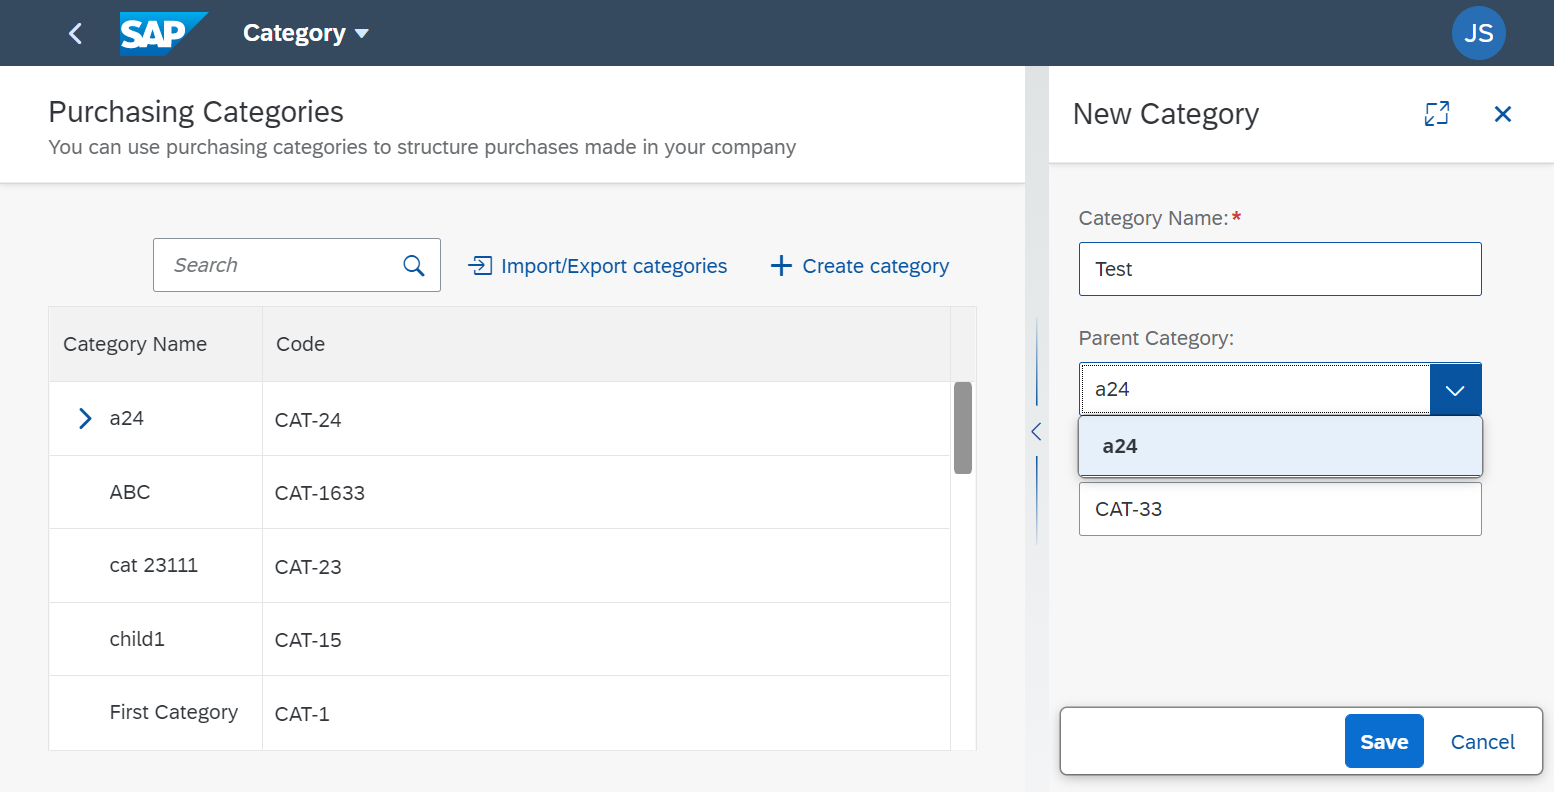 SAP
Category
JS
Purchasing Categories
You can use purchasing categories to structure purchases made in your company
Search
Import/Export categories
Create category
Category Name
Code
a24
CAT-24
ABC
CAT-1633
cat 23111
CAT-23
child1
CAT-15
First Category
CAT-1
New Category
Category Name:*
Test
Parent Category:
a24
a24
CAT-33
Save
Cancel